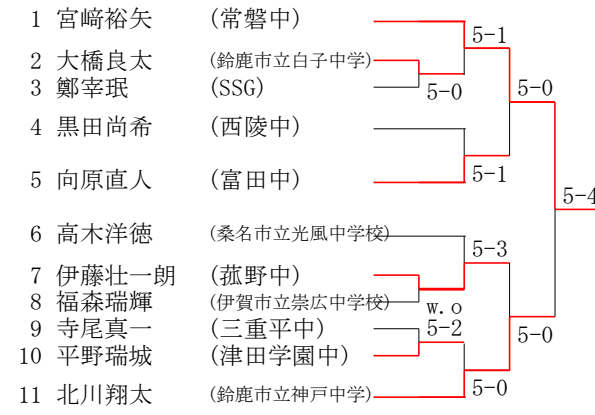 1 宮﨑裕矢 (常磐中)
5-1
2 大橋良太 (鈴鹿市立白子中学)
3 鄭宰珉 (SSG)
5-0
5-0
4 黒田尚希 (西陵中)
5 向原直人 (富田中)
5-1
5-4
6 高木洋徳 (桑名市立光風中学校)
5-3
7 伊藤壮一朗 (菰野中)
8 福森瑞輝 (伊賀市立崇広中学校)
w.o
9 寺尾真一 (三重平中)
5-2
5-0
10 平野瑞城 (津田学園中)
11 北川翔太 (鈴鹿市立神戸中学)
5-0